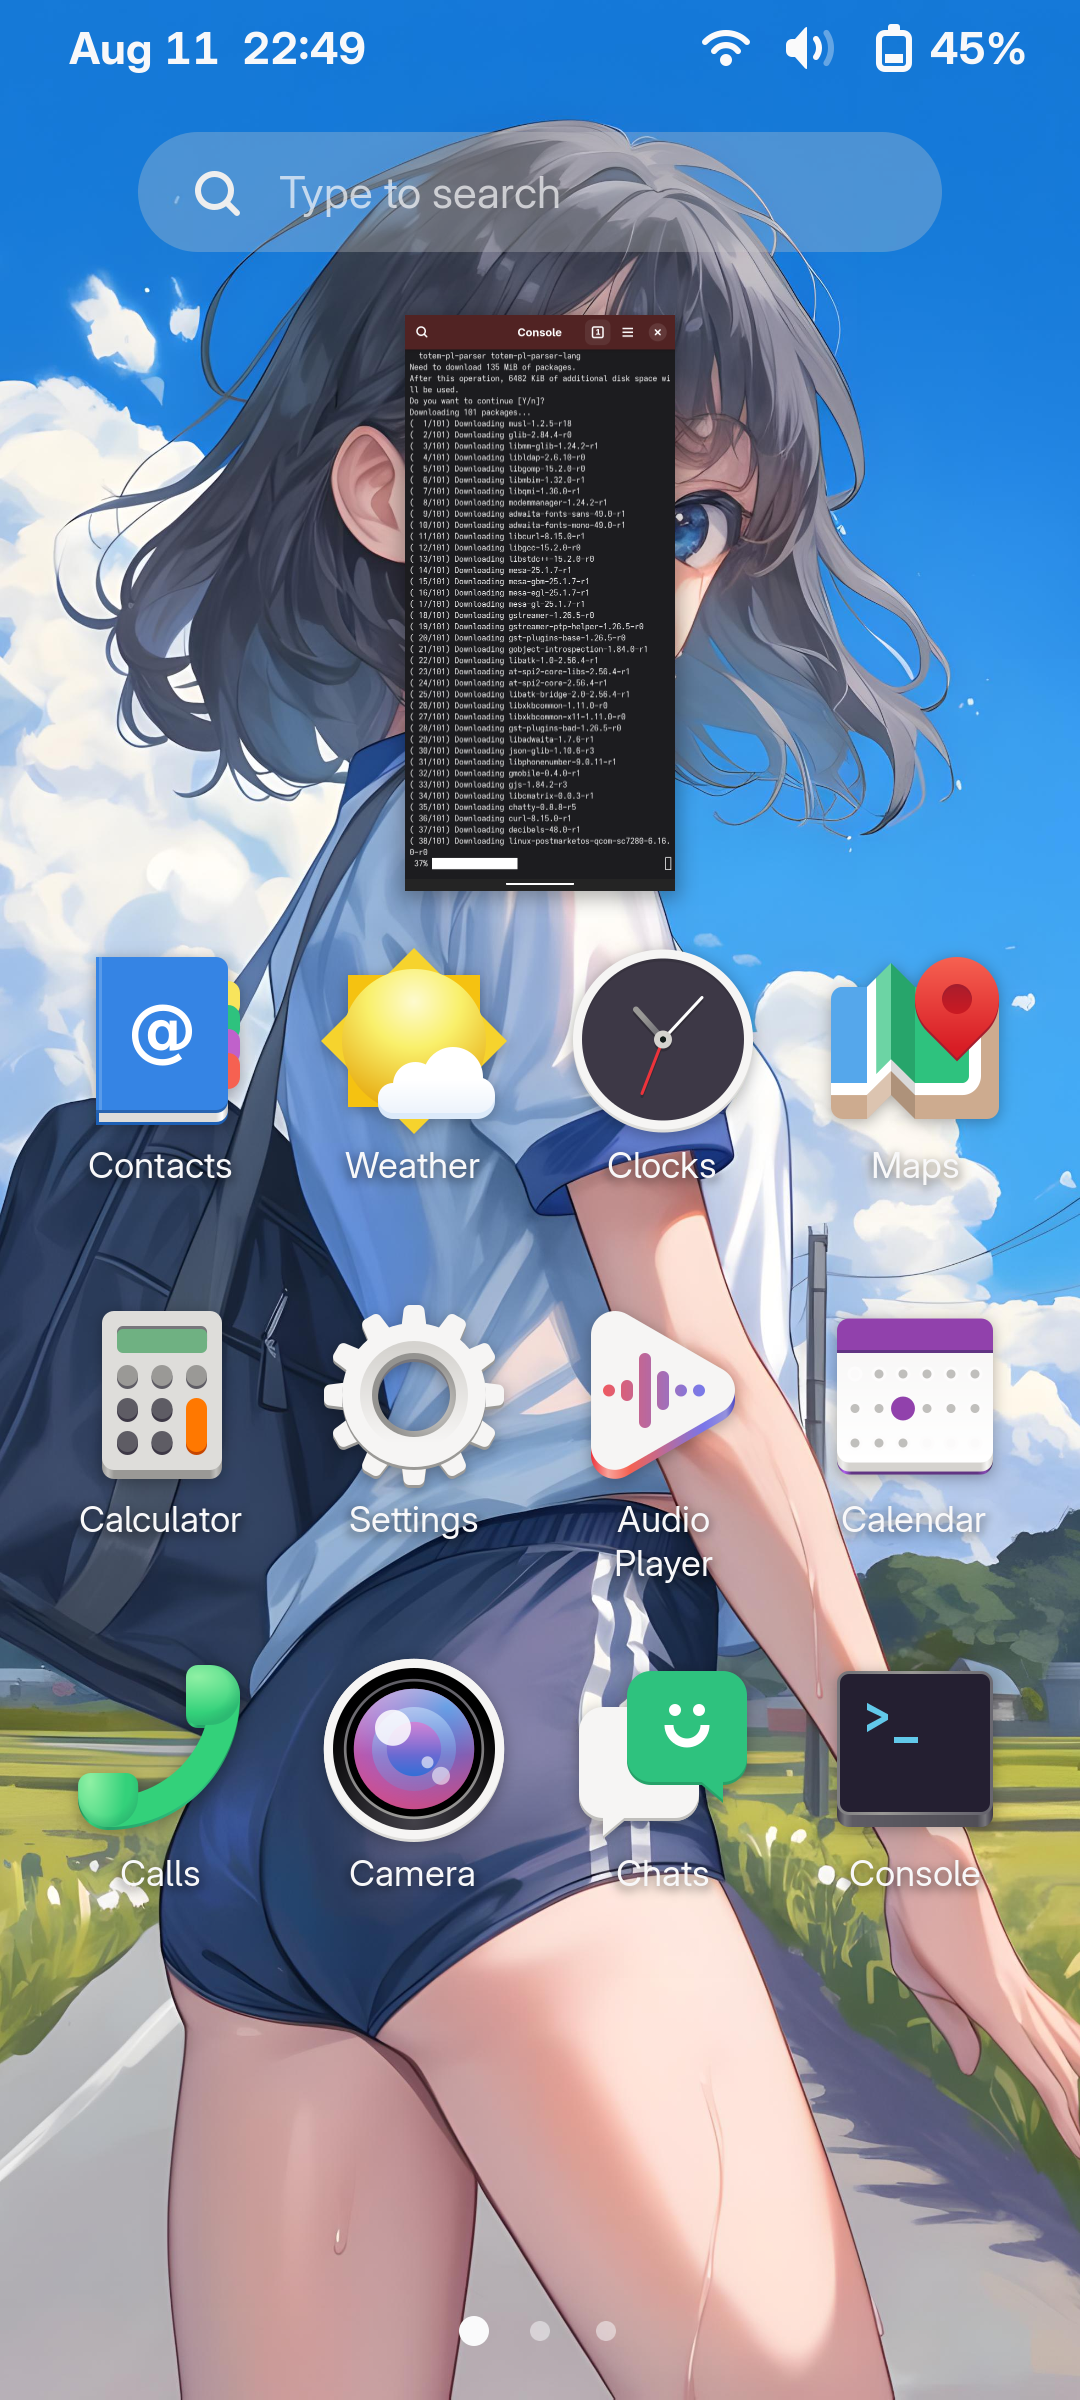 Aug 11 22:49 45%
Type to search
Console 1
totem-pl-parser totem-pl-parser-lang
Need to download 135 MiB of packages.
After this operation, 6482 KiB of additional disk space wi
ll be used.
Do you want to continue [Y/n]?
Downloading 101 packages...
( 1/101) Downloading musl-1.2.5-r18
( 2/101) Downloading glib-2.84.4-r0
( 3/101) Downloading libmm-glib-1.24.2-r1
( 4/101) Downloading libldap-2.6.10-r0
( 5/101) Downloading libgomp-15.2.0-r0
( 6/101) Downloading libmbim-1.32.0-r1
( 7/101) Downloading libqmi-1.36.0-r1
( 8/101) Downloading modemmanager-1.24.2-r1
( 9/101) Downloading adwaita-fonts-sans-49.0-r1
( 10/101) Downloading adwaita-fonts-mono-49.0-r1
( 11/101) Downloading libcurl-8.15.0-r1
( 12/101) Downloading libgcc-15.2.0-r0
( 13/101) Downloading libstdc++-15.2.0-r0
( 14/101) Downloading mesa-25.1.7-r1
( 15/101) Downloading mesa-gbm-25.1.7-r1
( 16/101) Downloading mesa-egl-25.1.7-r1
( 17/101) Downloading mesa-gl-25.1.7-r1
( 18/101) Downloading gstreamer-1.26.5-r0
( 19/101) Downloading gstreamer-ptp-helper-1.26.5-r0
( 20/101) Downloading gst-plugins-base-1.26.5-r0
( 21/101) Downloading gobject-introspection-1.84.0-r1
( 22/101) Downloading libatk-1.0-2.56.4-r1
( 23/101) Downloading at-spi2-core-libs-2.56.4-r1
( 24/101) Downloading at-spi2-core-2.56.4-r1
( 25/101) Downloading libatk-bridge-2.0-2.56.4-r1
( 26/101) Downloading libxkbcommon-1.11.0-r0
( 27/101) Downloading libxkbcommon-x11-1.11.0-r0
( 28/101) Downloading gst-plugins-bad-1.26.5-r0
( 29/101) Downloading libadwaita-1.7.6-r1
( 30/101) Downloading json-glib-1.10.6-r3
( 31/101) Downloading libphonenumber-9.0.11-r1
( 32/101) Downloading gmobile-0.4.0-r1
( 33/101) Downloading gjs-1.84.2-r3
( 34/101) Downloading libcmatrix-0.0.3-r1
( 35/101) Downloading chatty-0.8.8-r5
( 36/101) Downloading curl-8.15.0-r1
( 37/101) Downloading decibels-48.0-r1
( 38/101) Downloading linux-postmarketos-qcom-sc7280-6.16.
0-r0
37%
@
Contacts Weather Clocks Maps
Calculator Settings Audio Player Calendar
>_
Calls Camera Chats Console